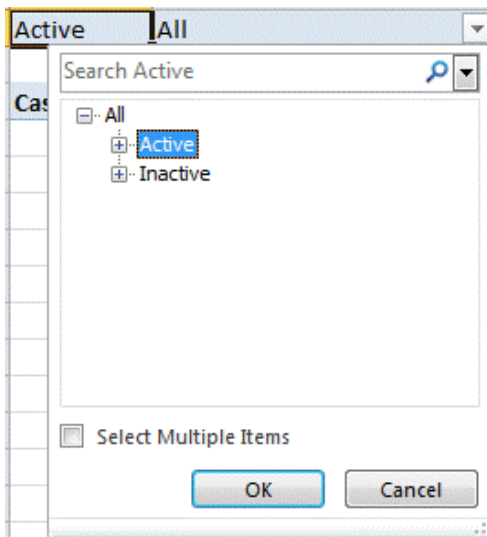 Active All
Search Active
Cas
All
Active
Inactive
Select Multiple Items
OK Cancel